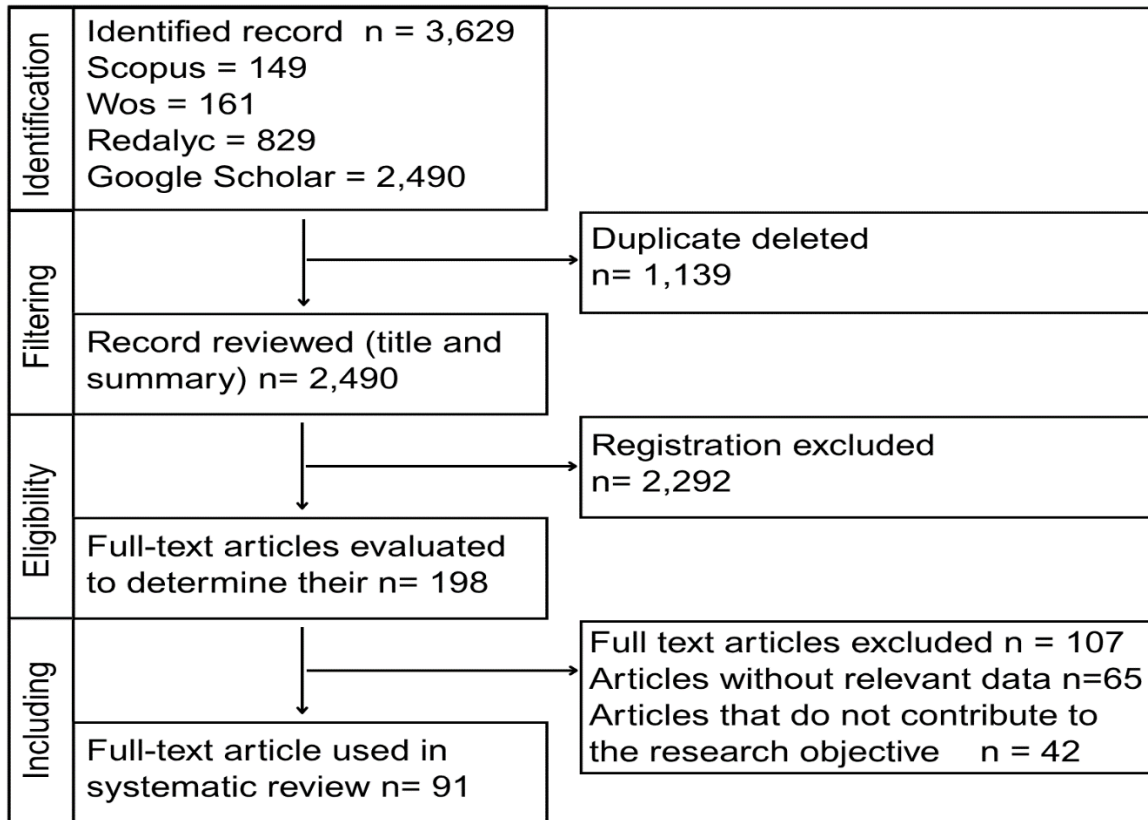 Identification
Identified record n = 3,629
Scopus = 149
Wos = 161
Redalyc = 829
Google Scholar = 2,490
Filtering
Duplicate deleted
n= 1,139
Record reviewed (title and
summary) n= 2,490
Eligibility
Registration excluded
n= 2,292
Full-text articles evaluated
to determine their n= 198
Including
Full text articles excluded n = 107
Articles without relevant data n=65
Articles that do not contribute to
the research objective n = 42
Full-text article used in
systematic review n= 91